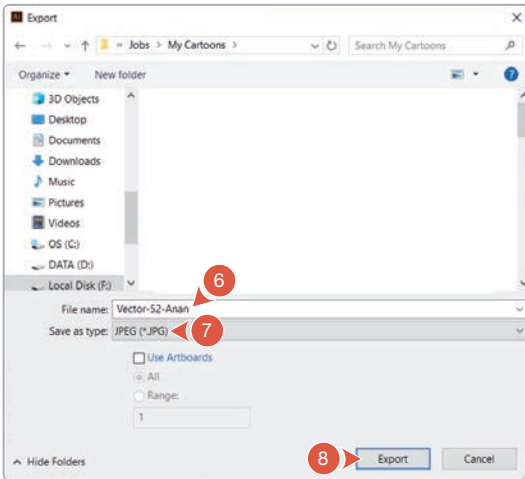 Ai Export
« Jobs > My Cartoons >
Search My Cartoons
Organize
New folder
3D Objects
Desktop
Documents
Downloads
Music
Pictures
Videos
OS (C:)
DATA (D:)
Local Disk (F:)
6
File name: Vector-52-Anan
Save as type: JPEG (*.JPG)
7
Use Artboards
All
Range:
1
Hide Folders
8
Export
Cancel